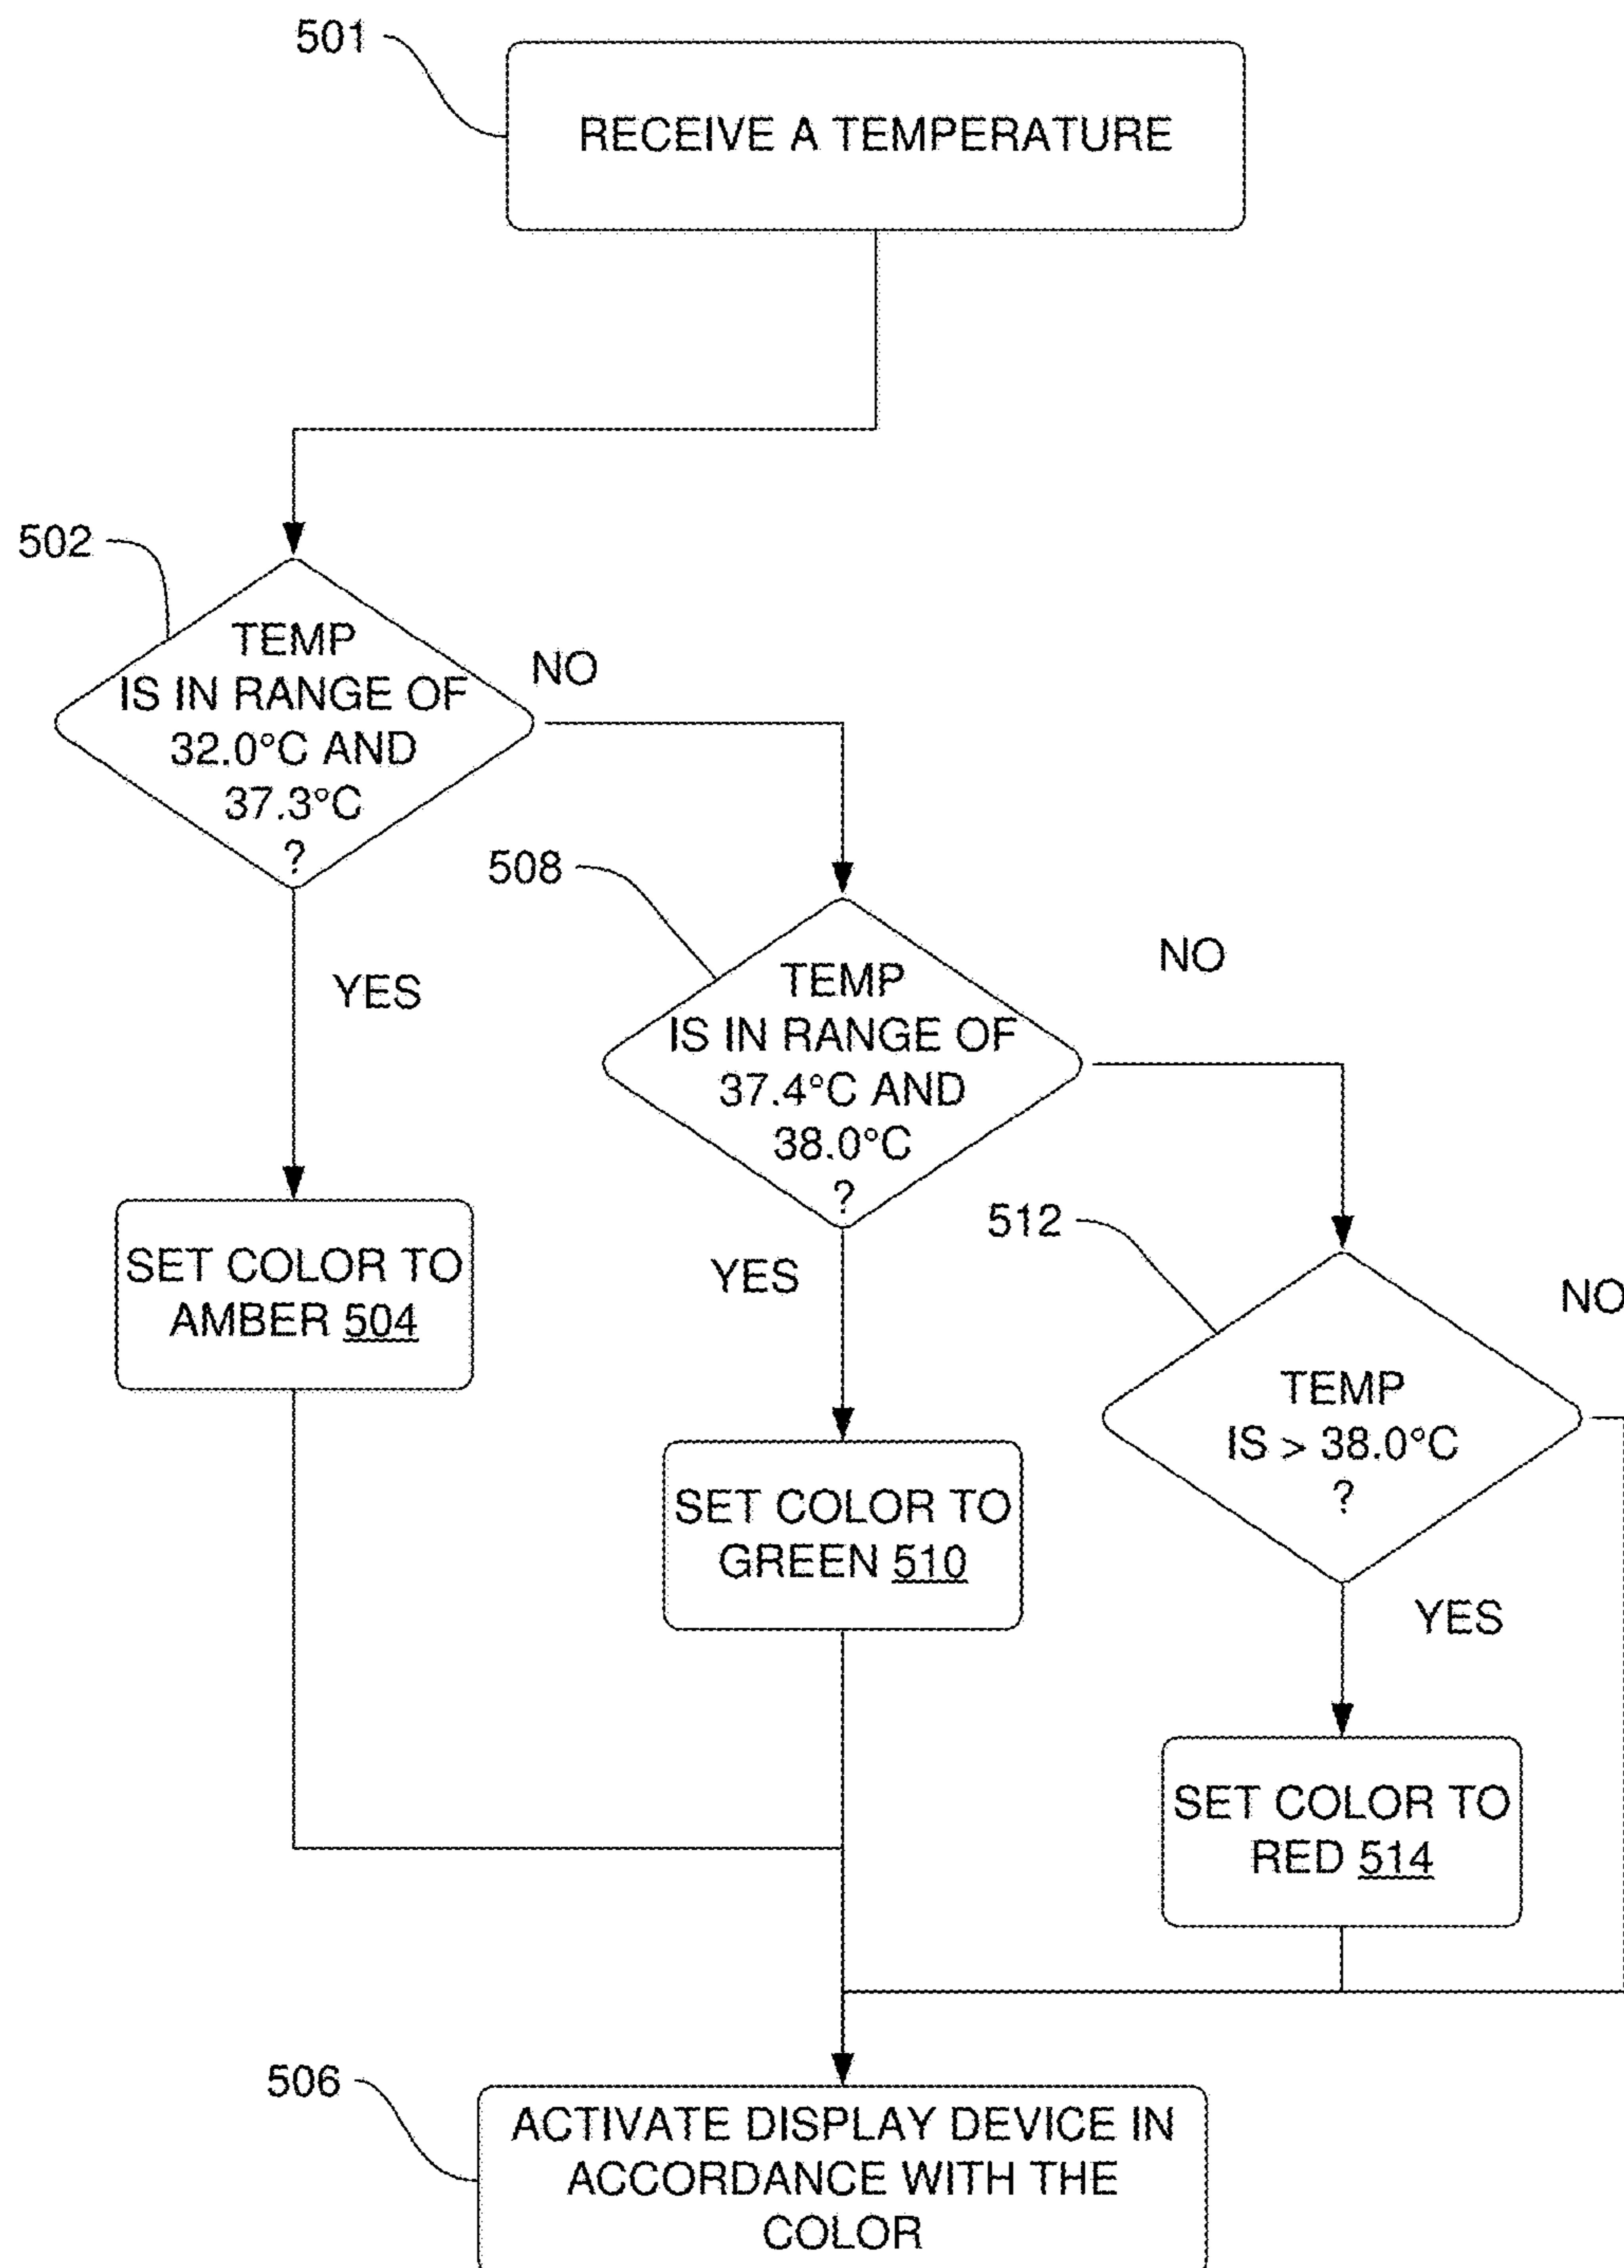 501
RECEIVE A TEMPERATURE
502
TEMP
IS IN RANGE OF
32.0°C AND
37.3°C
?
NO
YES
508
TEMP
IS IN RANGE OF
37.4°C AND
38.0°C
?
NO
YES
512
TEMP
IS > 38.0°C
?
NO
YES
SET COLOR TO
AMBER 504
SET COLOR TO
GREEN 510
SET COLOR TO
RED 514
506
ACTIVATE DISPLAY DEVICE IN
ACCORDANCE WITH THE
COLOR